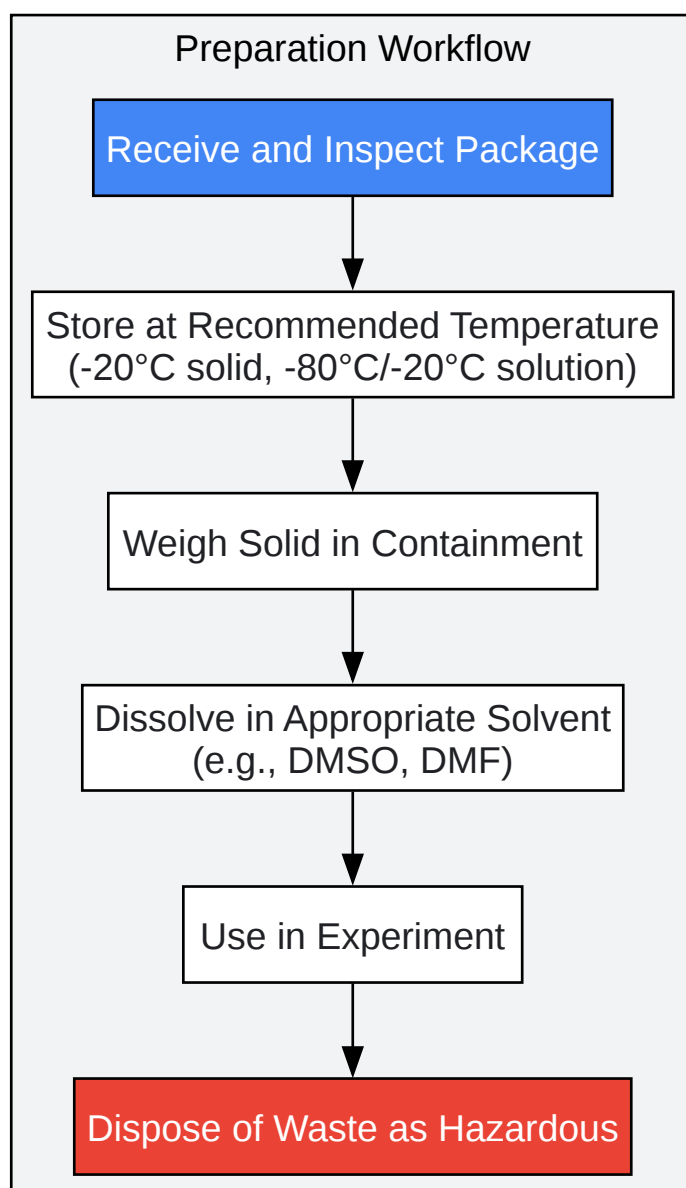 Preparation Workflow
Receive and Inspect Package
Store at Recommended Temperature
(-20°C solid, -80°C/-20°C solution)
Weigh Solid in Containment
Dissolve in Appropriate Solvent
(e.g., DMSO, DMF)
Use in Experiment
Dispose of Waste as Hazardous